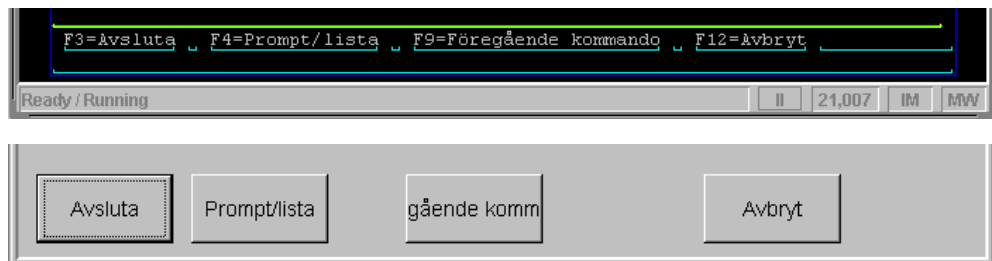 F3=Avsluta F4=Prompt/lista F9=Föregående kommando F12=Avbryt
Ready / Running II 21,007 IM MW
Avsluta Prompt/lista gående komm Avbryt